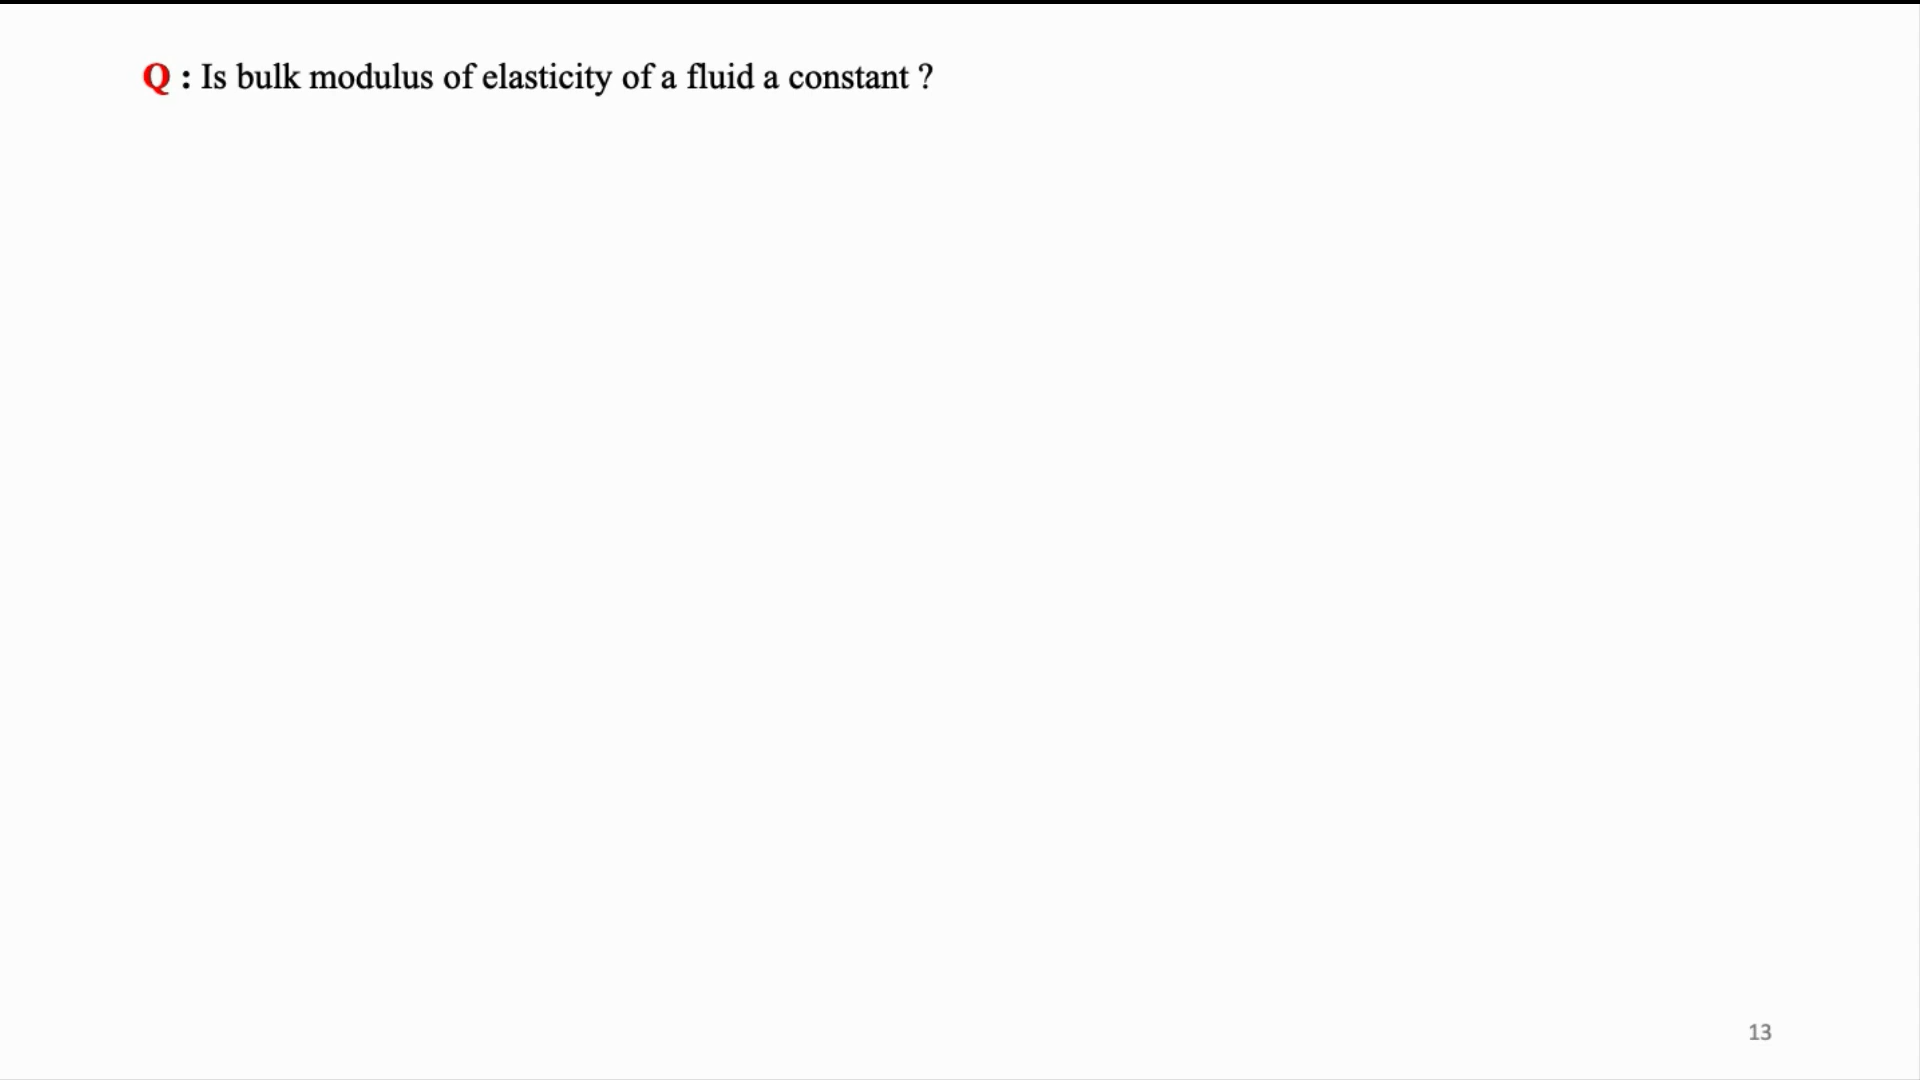 Q : Is bulk modulus of elasticity of a fluid a constant ?
13